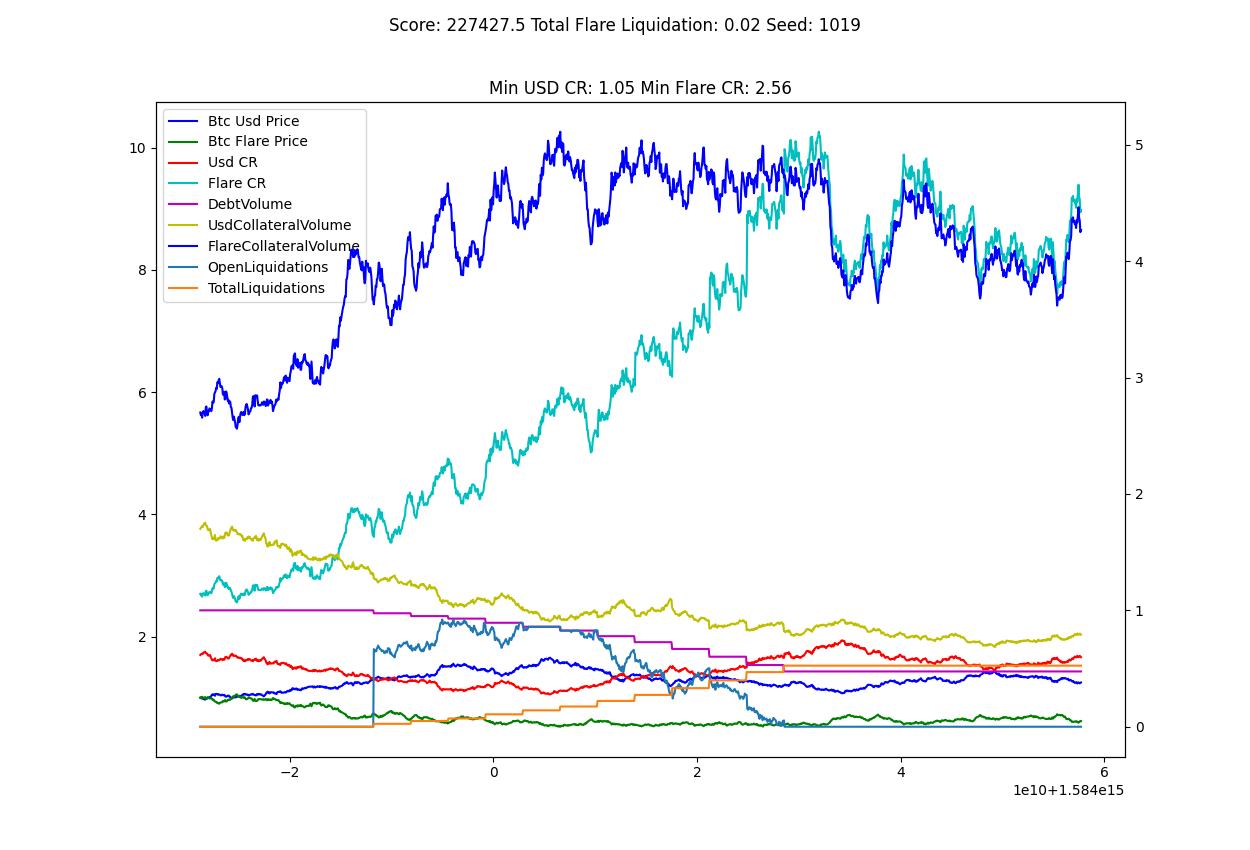 Score: 227427.5 Total Flare Liquidation: 0.02 Seed: 1019
Min USD CR: 1.05 Min Flare CR: 2.56
Btc Usd Price
Btc Flare Price
Usd CR
Flare CR
DebtVolume
UsdCollateralVolume
FlareCollateralVolume
OpenLiquidations
TotalLiquidations
10
8
6
4
2
5
4
3
2
1
0
−2
0
2
4
6
1e10+1.584e15